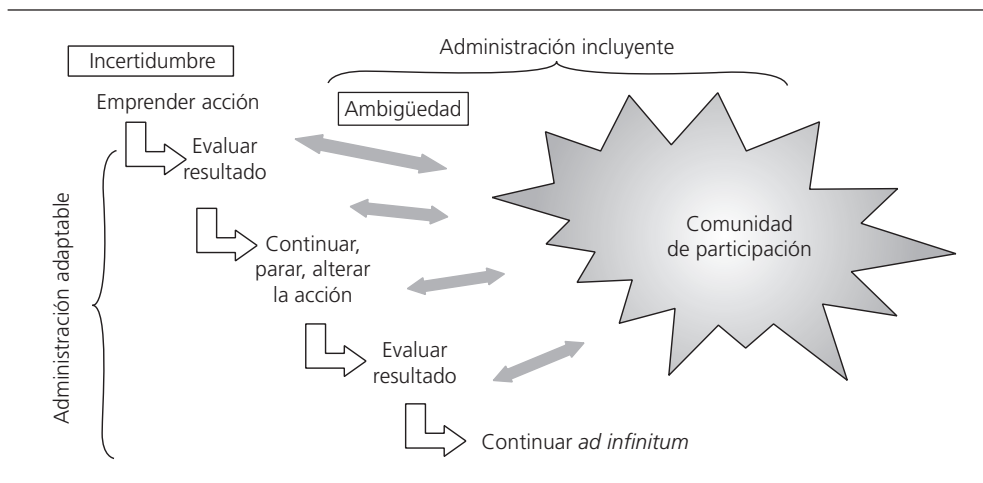 Administración incluyente
Incertidumbre
Emprender acción
Ambigüedad
Evaluar
resultado
Administración adaptable
Continuar,
parar, alterar
la acción
Comunidad
de participación
Evaluar
resultado
Continuar ad infinitum